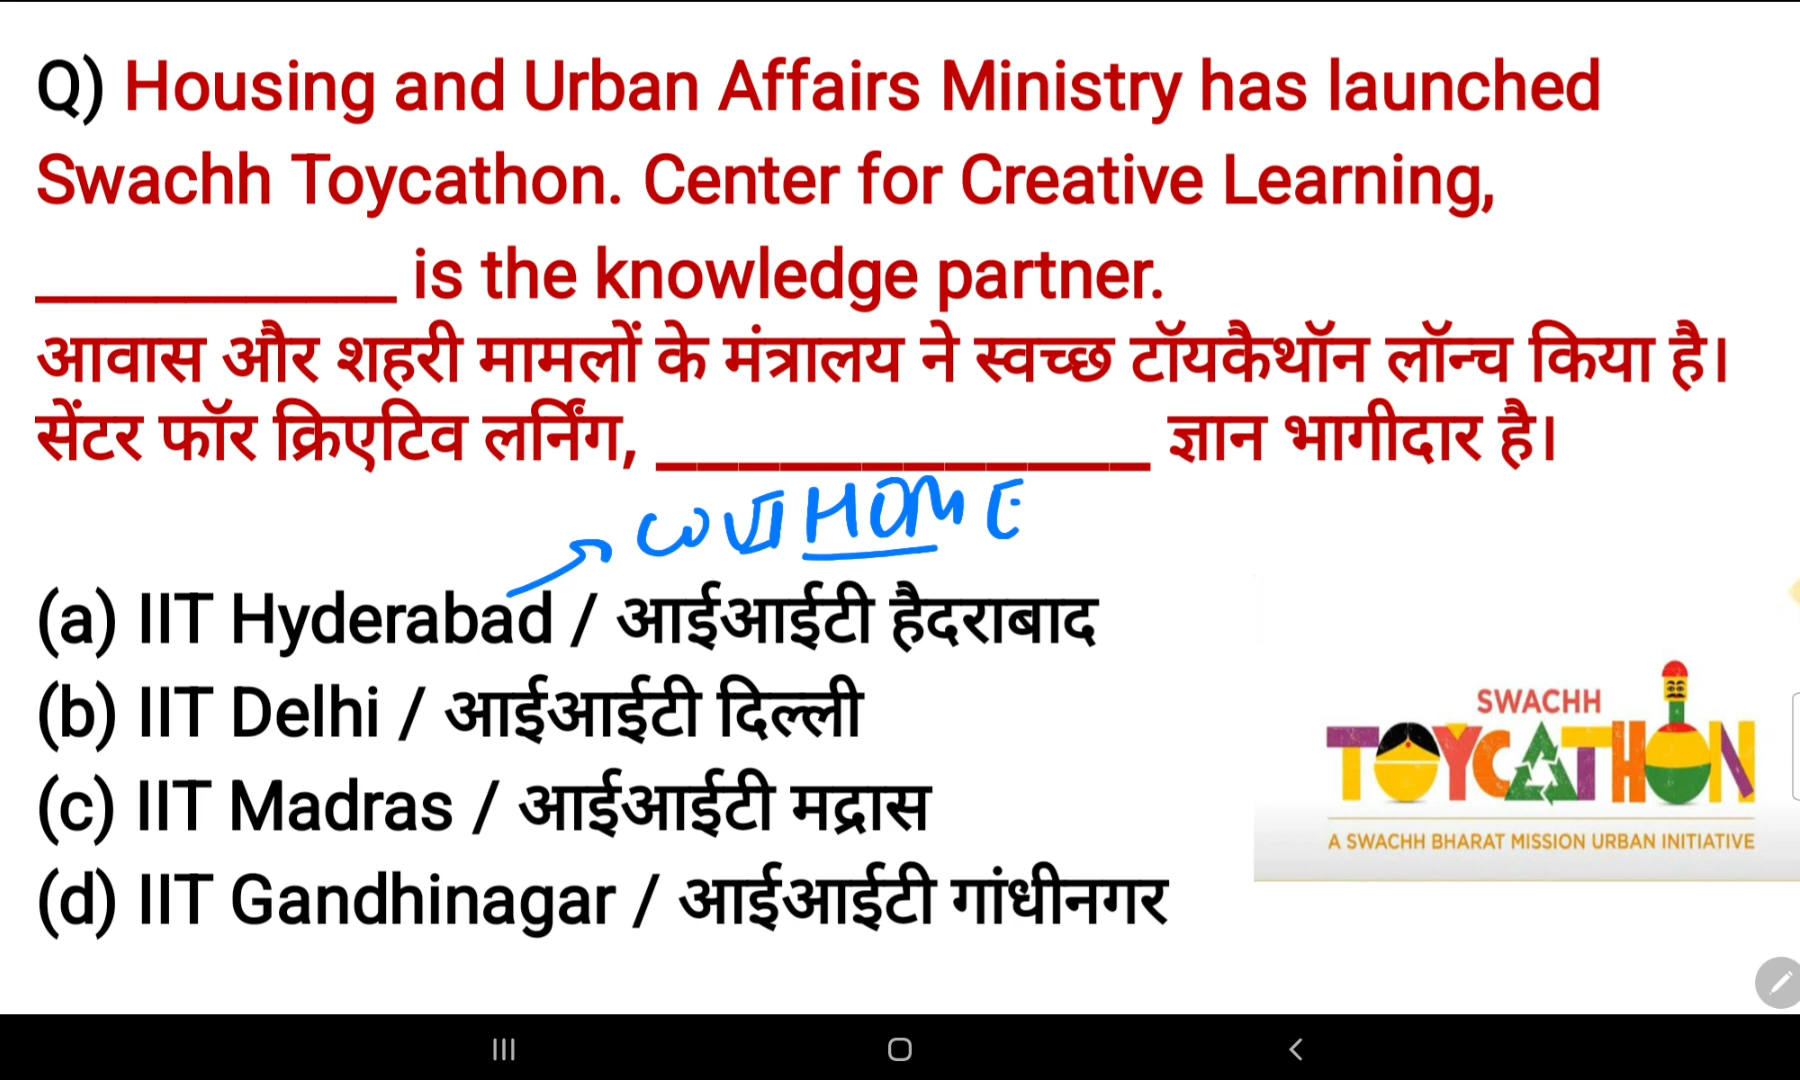 Q) Housing and Urban Affairs Ministry has launched
Swachh Toycathon. Center for Creative Learning,
____________ is the knowledge partner.
आवास और शहरी मामलों के मंत्रालय ने स्वच्छ टॉयकैथॉन लॉन्च किया है।
सेंटर फॉर क्रिएटिव लर्निंग, ____________ ज्ञान भागीदार है।
HOME
(a) IIT Hyderabad / आईआईटी हैदराबाद
(b) IIT Delhi / आईआईटी दिल्ली
(c) IIT Madras / आईआईटी मद्रास
(d) IIT Gandhinagar / आईआईटी गांधीनगर
SWACHH
TOYCATHON
A SWACHH BHARAT MISSION URBAN INITIATIVE